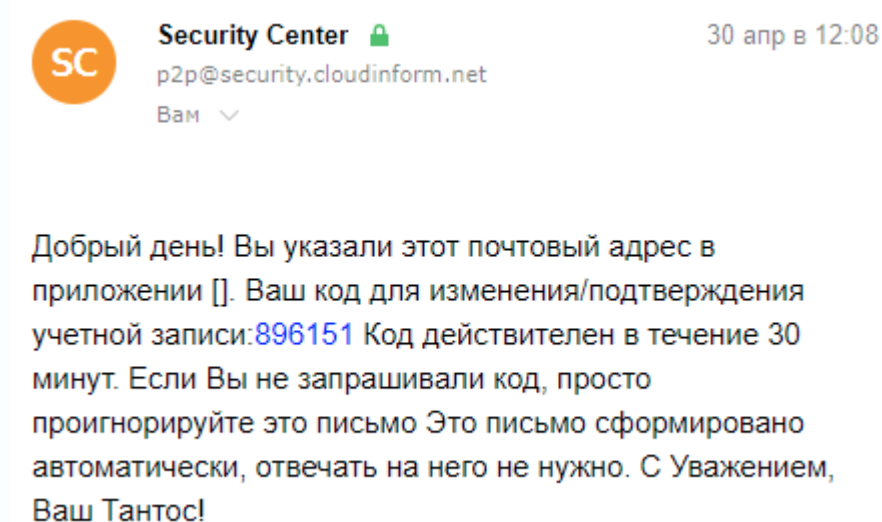 SC
Security Center
30 апр в 12:08
p2p@security.cloudinform.net
Вам
Добрый день! Вы указали этот почтовый адрес в
приложении []. Ваш код для изменения/подтверждения
учетной записи:896151 Код действителен в течение 30
минут. Если Вы не запрашивали код, просто
проигнорируйте это письмо Это письмо сформировано
автоматически, отвечать на него не нужно. С Уважением,
Ваш Тантос!